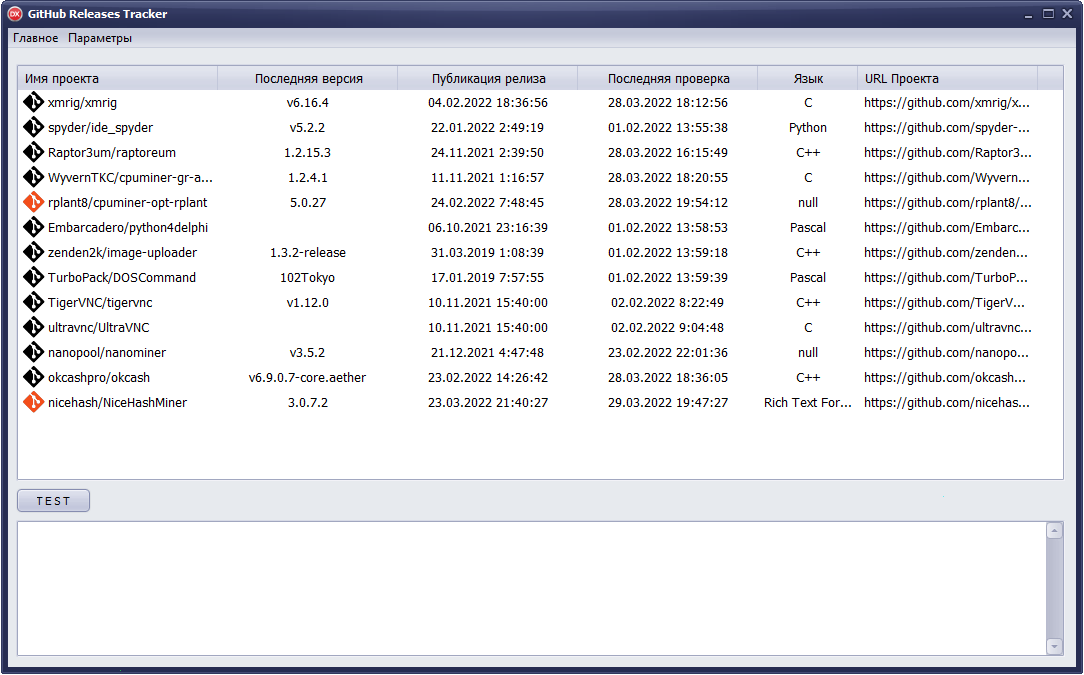 DX GitHub Releases Tracker
Главное Параметры
Имя проекта Последняя версия Публикация релиза Последняя проверка Язык URL Проекта
xmrig/xmrig v6.16.4 04.02.2022 18:36:56 28.03.2022 18:12:56 C https://github.com/xmrig/x...
spyder/ide_spyder v5.2.2 22.01.2022 2:49:19 01.02.2022 13:55:38 Python https://github.com/spyder-...
Raptor3um/raptoreum 1.2.15.3 24.11.2021 2:39:50 28.03.2022 16:15:49 C++ https://github.com/Raptor3...
WyvernTKC/cpuminer-gr-a... 1.2.4.1 11.11.2021 1:16:57 28.03.2022 18:20:55 C https://github.com/Wyvern...
rplant8/cpuminer-opt-rplant 5.0.27 24.02.2022 7:48:45 28.03.2022 19:54:12 null https://github.com/rplant8/...
Embarcadero/python4delphi 06.10.2021 23:16:39 01.02.2022 13:58:53 Pascal https://github.com/Embarc...
zenden2k/image-uploader 1.3.2-release 31.03.2019 1:08:39 01.02.2022 13:59:18 C++ https://github.com/zenden...
TurboPack/DOSCommand 102Tokyo 17.01.2019 7:57:55 01.02.2022 13:59:39 Pascal https://github.com/TurboP...
TigerVNC/tigervnc v1.12.0 10.11.2021 15:40:00 02.02.2022 8:22:49 C++ https://github.com/TigerV...
ultravnc/UltraVNC 10.11.2021 15:40:00 02.02.2022 9:04:48 C https://github.com/ultravnc...
nanopool/nanominer v3.5.2 21.12.2021 4:47:48 23.02.2022 22:01:36 null https://github.com/nanopo...
okcashpro/okcash v6.9.0.7-core.aether 23.02.2022 14:26:42 28.03.2022 18:36:05 C++ https://github.com/okcash...
nicehash/NiceHashMiner 3.0.7.2 23.03.2022 21:40:27 29.03.2022 19:47:27 Rich Text For... https://github.com/nicehas...
TEST